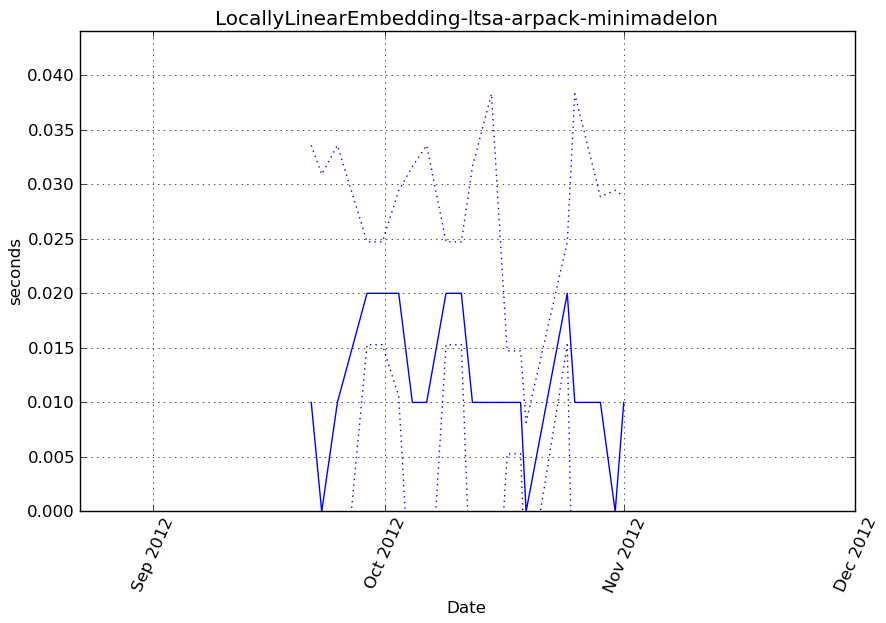 LocallyLinearEmbedding-ltsa-arpack-minimadelon
0.040
0.035
0.030
0.025
0.020
0.015
0.010
0.005
0.000
seconds
Sep 2012
Oct 2012
Nov 2012
Dec 2012
Date